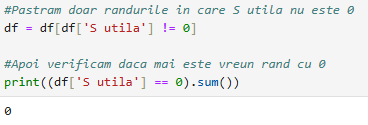 #Pastram doar randurile in care S utila nu este 0
df = df[df['S utila'] != 0]
#Apoi verificam daca mai este vreun rand cu 0
print((df['S utila'] == 0).sum())
0